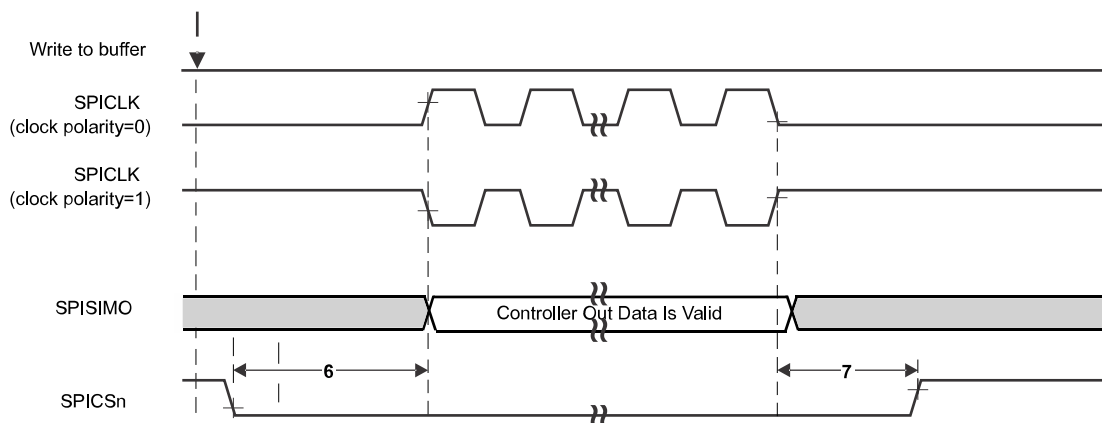 Write to buffer
SPICLK
(clock polarity=0)
SPICLK
(clock polarity=1)
SPISIMO
Controller Out Data Is Valid
6
7
SPICSn